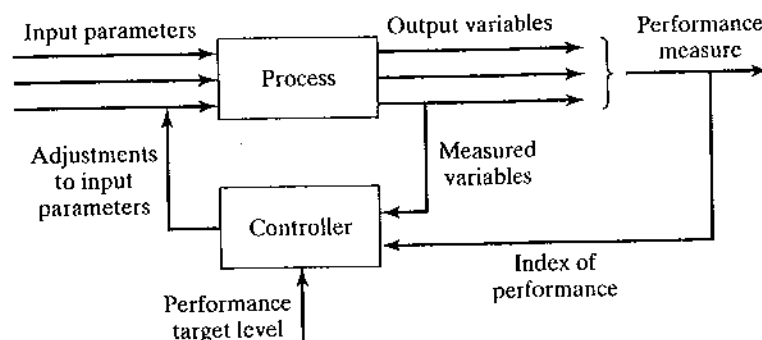 Input parameters
Output variables
Performance
measure
Process
Adjustments
to input
parameters
Measured
variables
Controller
Index of
performance
Performance
target level